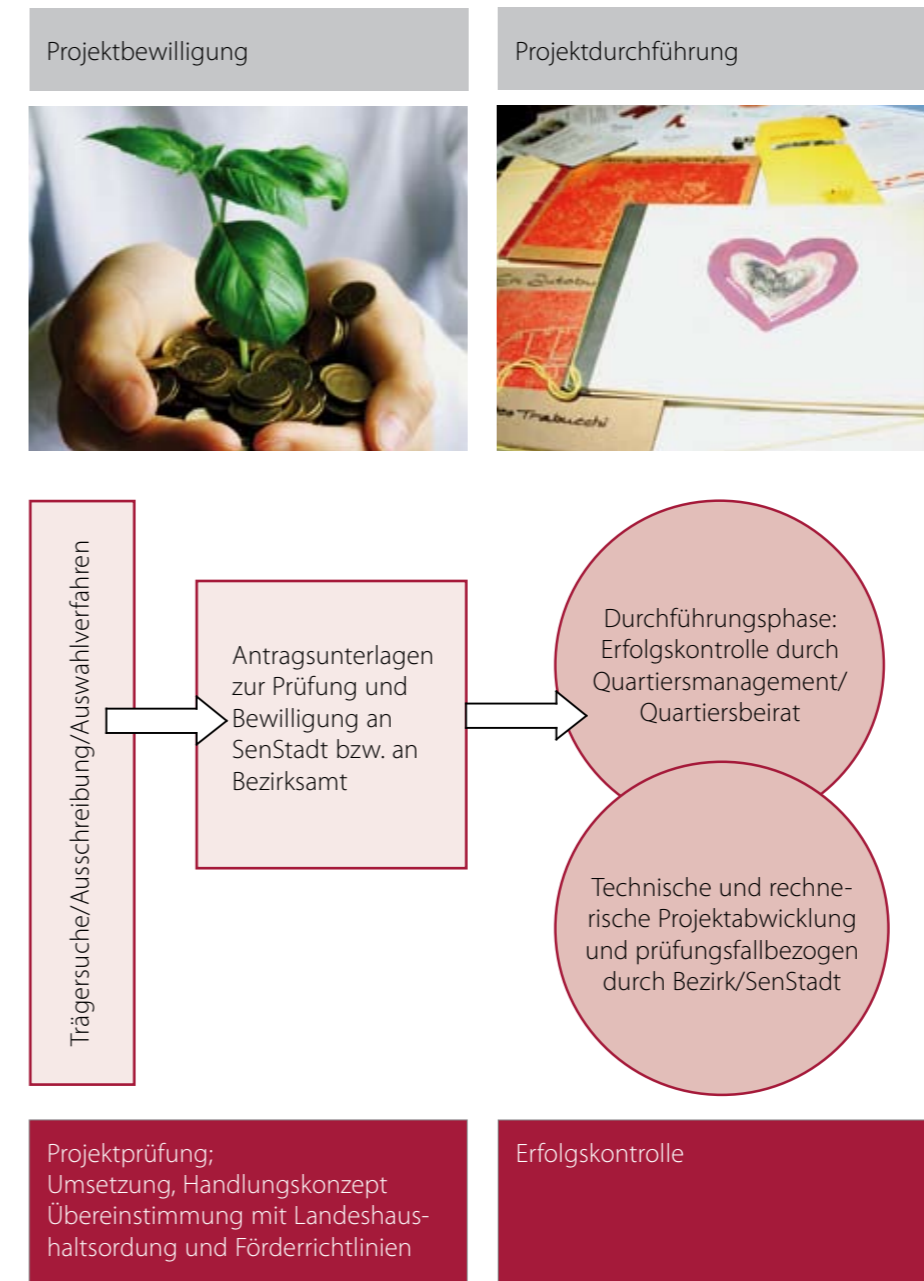 Projektbewilligung
Projektdurchführung
Trabucchi
Trägersuche/Ausschreibung/Auswahlverfahren
Antragsunterlagen
zur Prüfung und
Bewilligung an
SenStadt bzw. an
Bezirksamt
Durchführungsphase:
Erfolgskontrolle durch
Quartiersmanagement/
Quartiersbeirat
Technische und rechne-
rische Projektabwicklung
und prüfungsfallbezogen
durch Bezirk/SenStadt
Projektprüfung;
Umsetzung, Handlungskonzept
Übereinstimmung mit Landeshaus-
haltsordung und Förderrichtlinien
Erfolgskontrolle